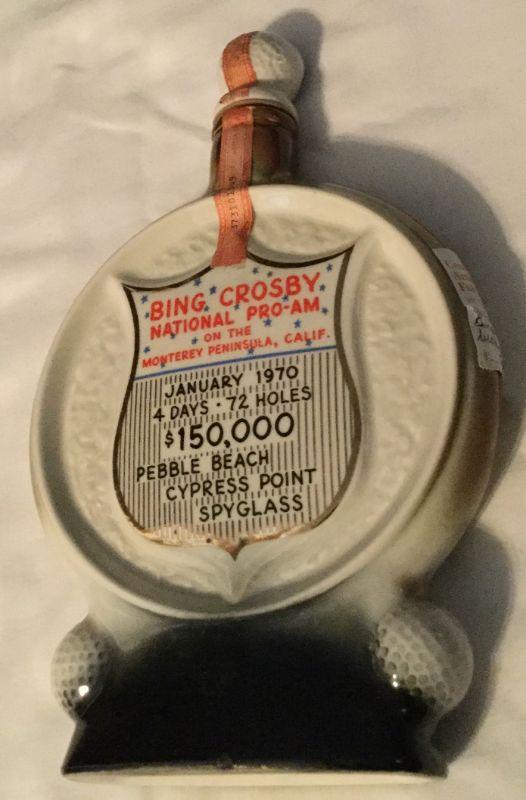 BING CROSBY
NATIONAL PRO-AM
ON THE
MONTEREY PENINSULA, CALIF.
JANUARY 1970
4 DAYS · 72 HOLES
$150,000
PEBBLE BEACH
CYPRESS POINT
SPYGLASS